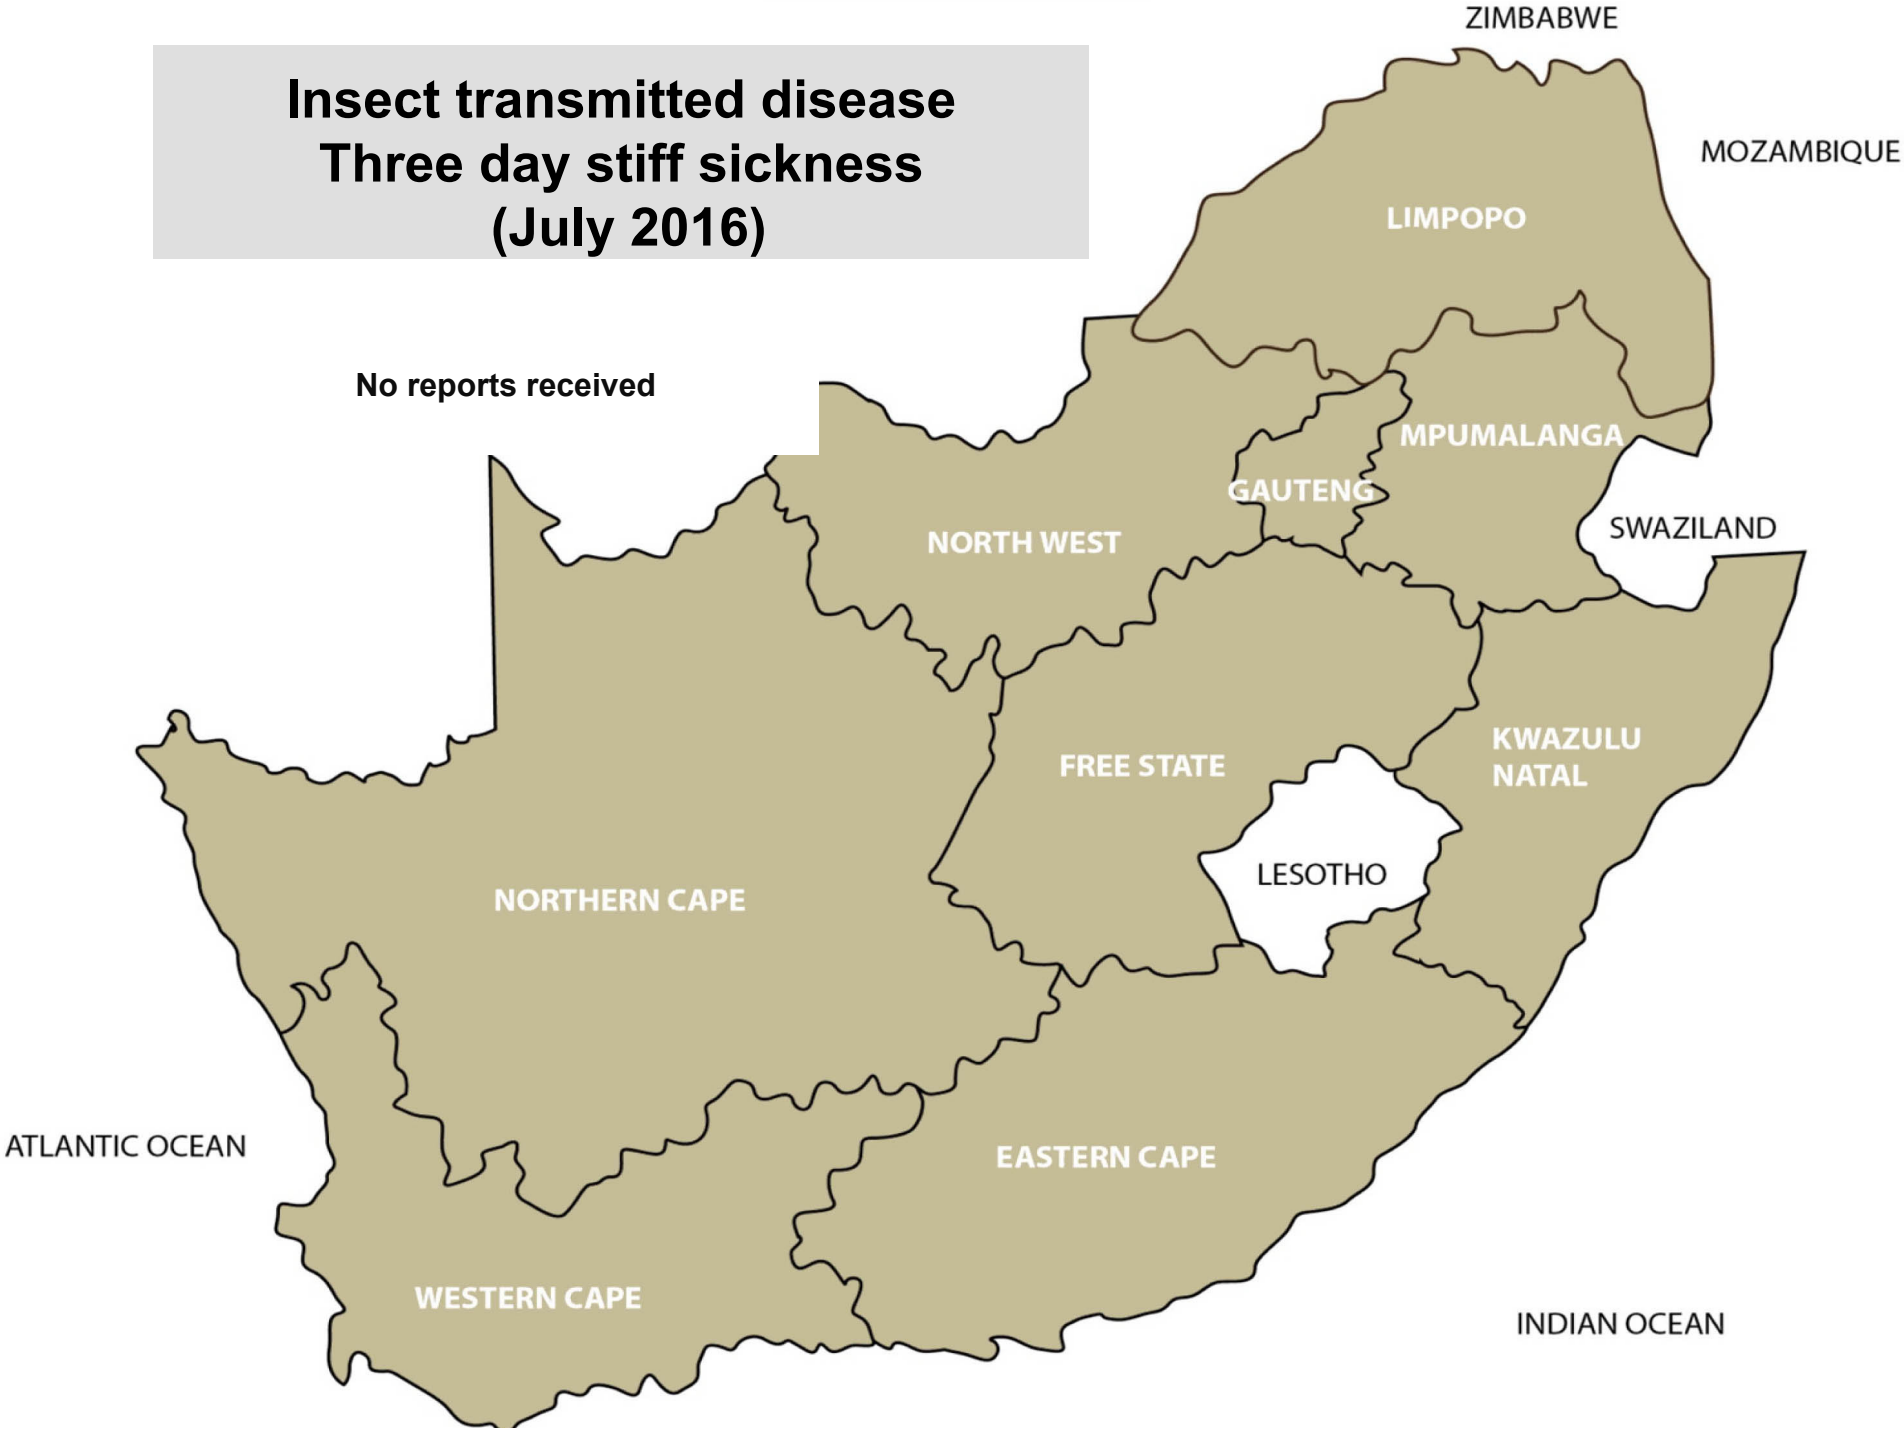 ZIMBABWE
Insect transmitted disease
Three day stiff sickness
(July 2016)
MOZAMBIQUE
LIMPOPO
No reports received
MPUMALANGA
GAUTENG
SWAZILAND
NORTH WEST
KWAZULU
NATAL
FREE STATE
LESOTHO
NORTHERN CAPE
ATLANTIC OCEAN
EASTERN CAPE
WESTERN CAPE
INDIAN OCEAN